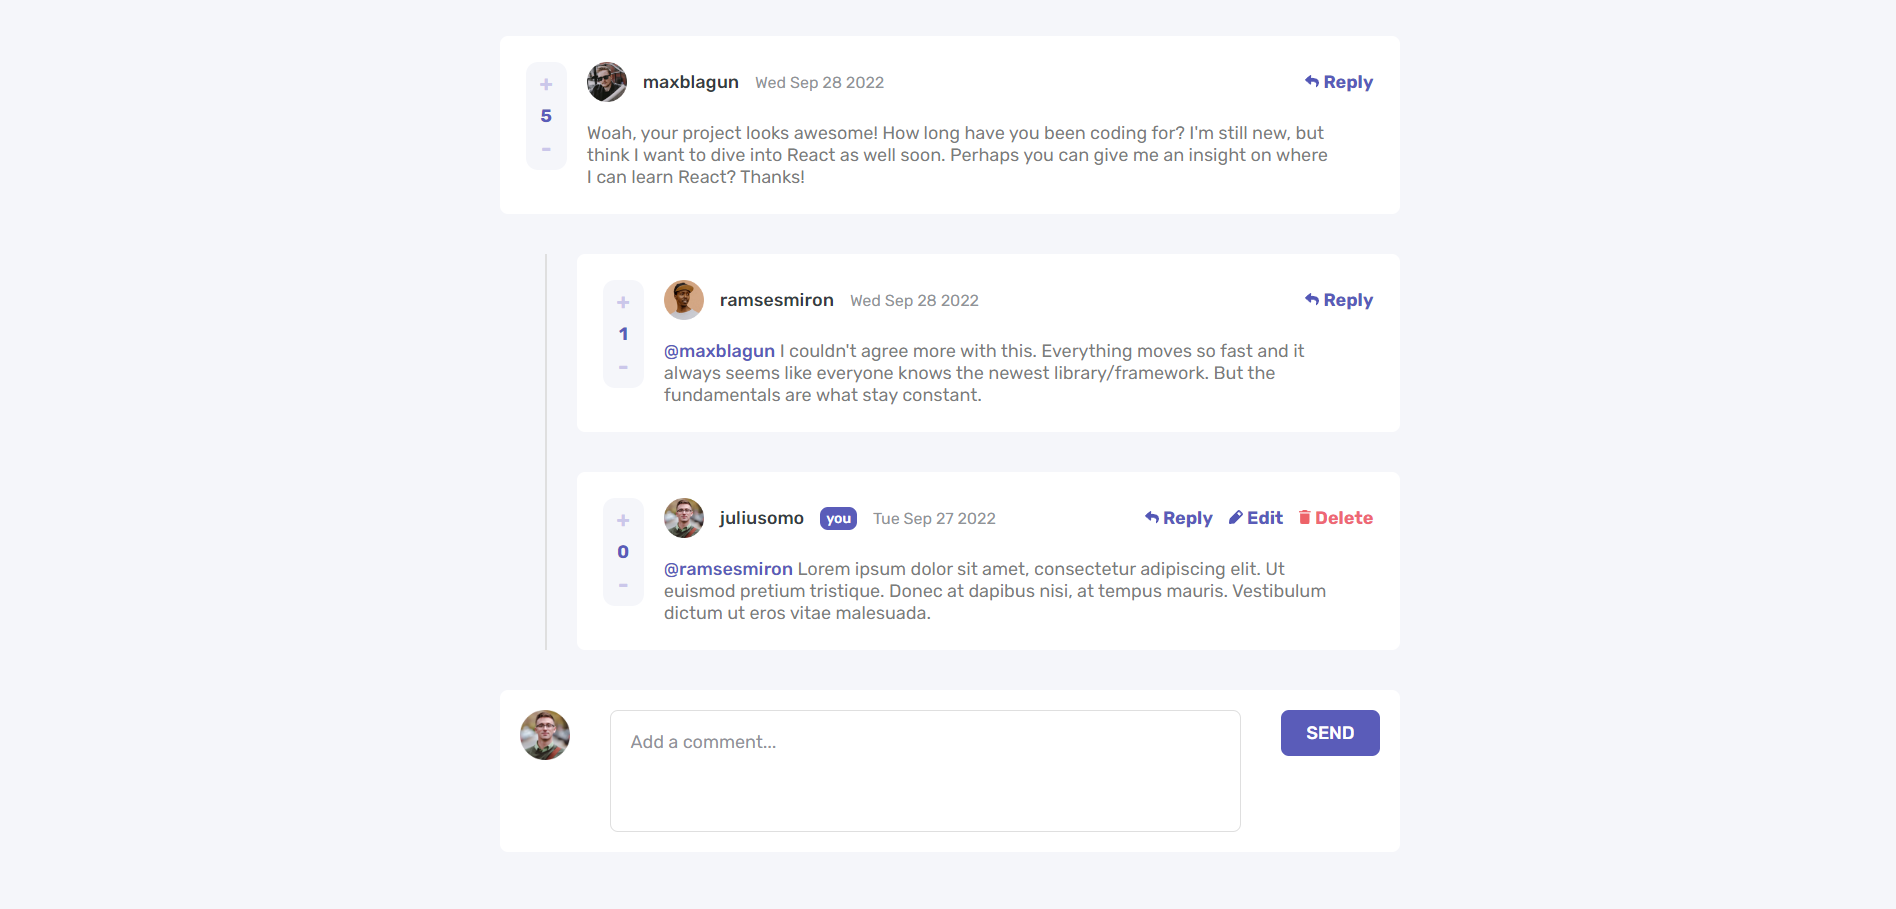 +
5
-
maxblagun Wed Sep 28 2022 Reply
Woah, your project looks awesome! How long have you been coding for? I'm still new, but
think I want to dive into React as well soon. Perhaps you can give me an insight on where
I can learn React? Thanks!
+
1
-
ramsesmiron Wed Sep 28 2022 Reply
@maxblagun I couldn't agree more with this. Everything moves so fast and it
always seems like everyone knows the newest library/framework. But the
fundamentals are what stay constant.
+
0
-
juliusomo you Tue Sep 27 2022 Reply Edit Delete
@ramsesmiron Lorem ipsum dolor sit amet, consectetur adipiscing elit. Ut
euismod pretium tristique. Donec at dapibus nisi, at tempus mauris. Vestibulum
dictum ut eros vitae malesuada.
Add a comment...
SEND